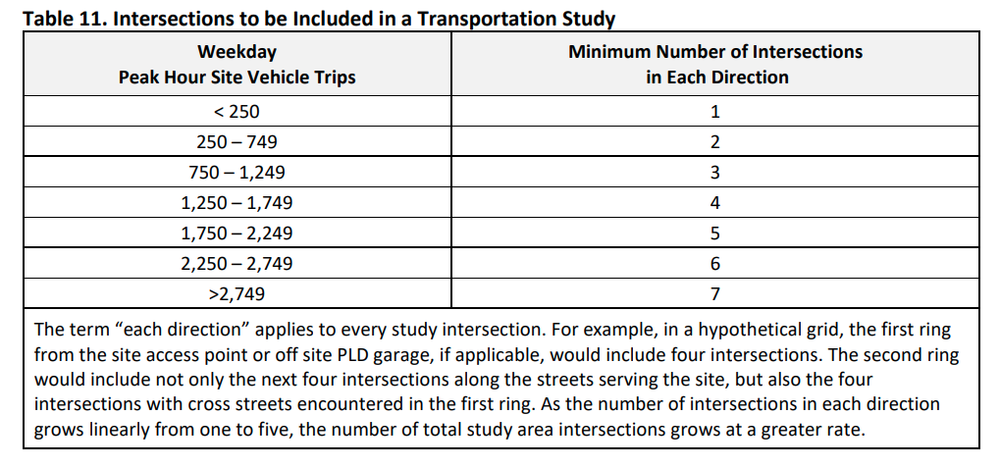 Table 11. Intersections to be Included in a Transportation Study
Weekday
Peak Hour Site Vehicle Trips
Minimum Number of Intersections
in Each Direction
< 250
1
250 – 749
2
750 – 1,249
3
1,250 – 1,749
4
1,750 – 2,249
5
2,250 – 2,749
6
>2,749
7
The term “each direction” applies to every study intersection. For example, in a hypothetical grid, the first ring
from the site access point or off site PLD garage, if applicable, would include four intersections. The second ring
would include not only the next four intersections along the streets serving the site, but also the four
intersections with cross streets encountered in the first ring. As the number of intersections in each direction
grows linearly from one to five, the number of total study area intersections grows at a greater rate.